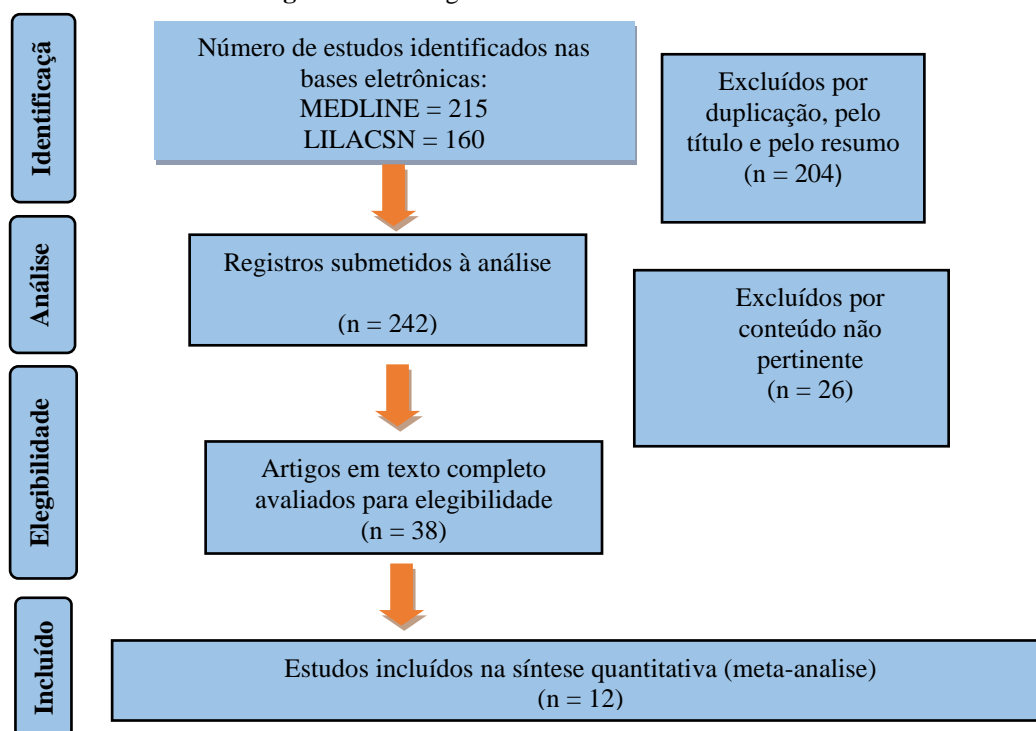 Identificaçã
Número de estudos identificados nas
bases eletrônicas:
MEDLINE = 215
LILACSN = 160
Excluídos por
duplicação, pelo
título e pelo resumo
(n = 204)
Análise
Registros submetidos à análise
(n = 242)
Excluídos por
conteúdo não
pertinente
(n = 26)
Elegibilidade
Artigos em texto completo
avaliados para elegibilidade
(n = 38)
Incluído
Estudos incluídos na síntese quantitativa (meta-analise)
(n = 12)